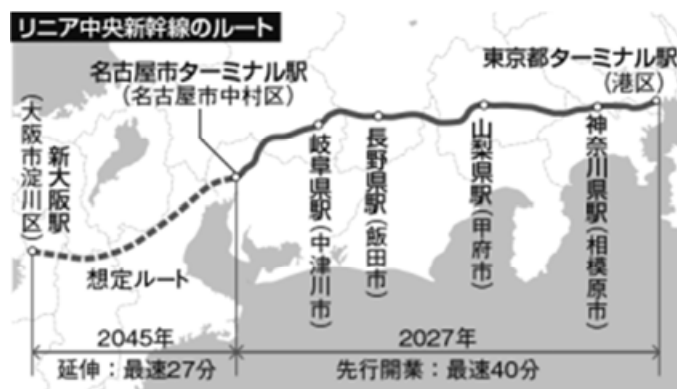 リニア中央新幹線のルート
名古屋市ターミナル駅
(名古屋市中村区)
東京都ターミナル駅
(港区)
新大阪駅
(大阪市淀川区)
岐阜県駅(中津川市)
長野県駅(飯田市)
山梨県駅(甲府市)
神奈川県駅(相模原市)
想定ルート
2045年
延伸:最速27分
2027年
先行開業:最速40分